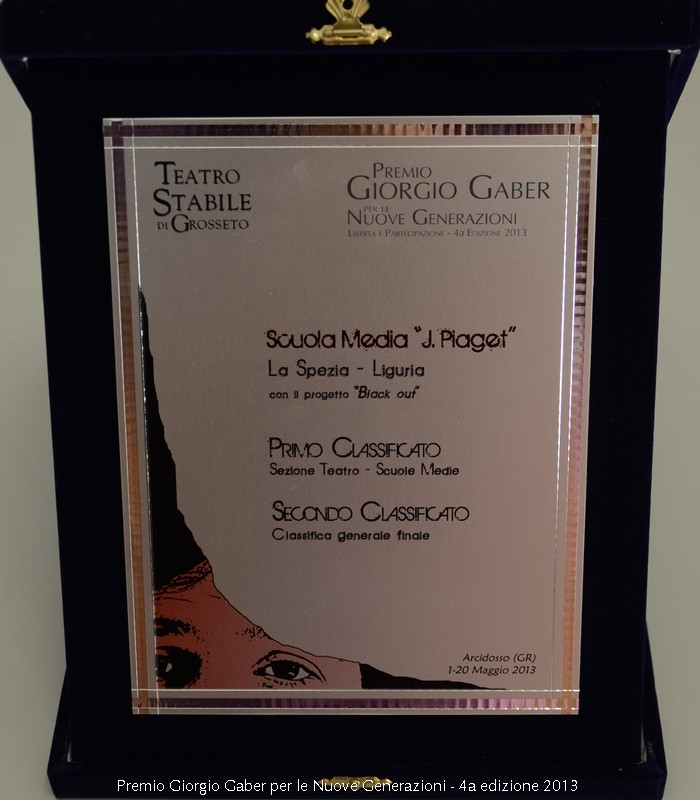 TEATRO
STABILE
DI GROSSETO
PREMIO
GIORGIO GABER
PER LE
NUOVE GENERAZIONI
LIBERTÀ È PARTECIPAZIONE - 4a EDIZIONE 2013
Scuola Media "J. Piaget"
La Spezia - Liguria
con il progetto "Black out"
PRIMO CLASSIFICATO
Sezione Teatro - Scuole Medie
SECONDO CLASSIFICATO
Classifica generale finale
Arcidosso (GR)
1-20 Maggio 2013
Premio Giorgio Gaber per le Nuove Generazioni - 4a edizione 2013